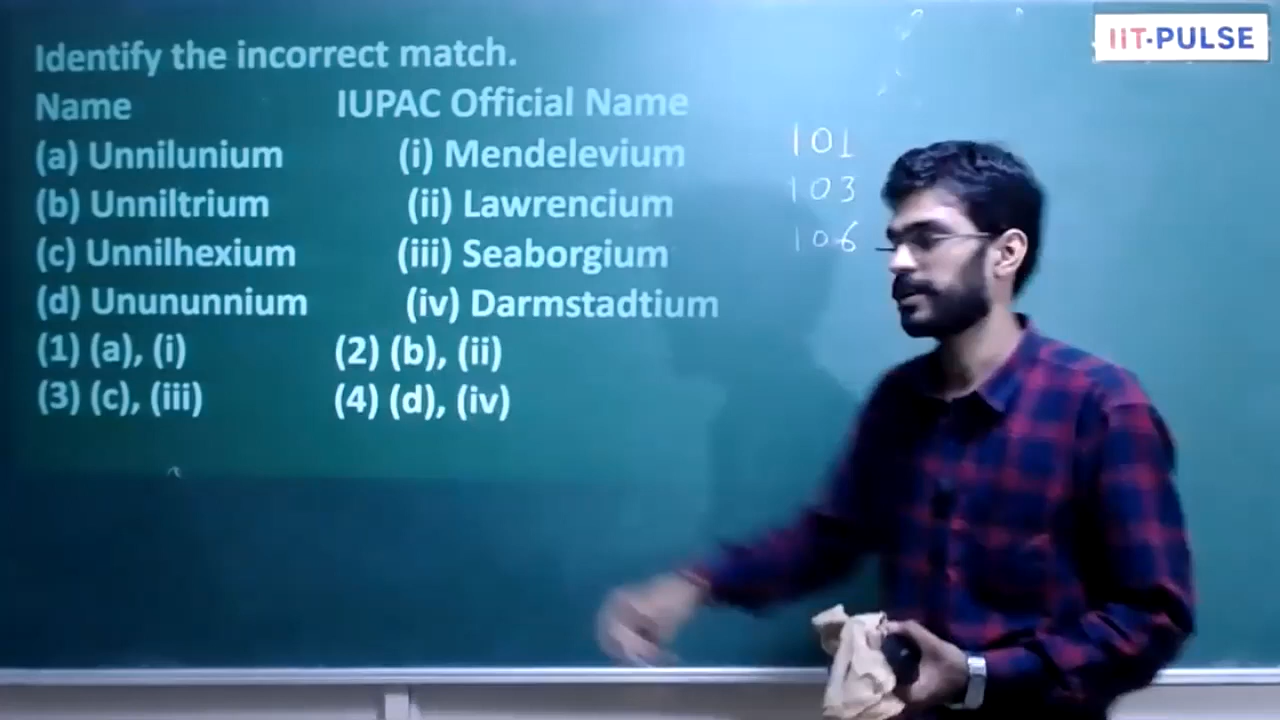 IIT-PULSE
Identify the incorrect match.
Name IUPAC Official Name
(a) Unnilunium (i) Mendelevium
(b) Unniltrium (ii) Lawrencium
(c) Unnilhexium (iii) Seaborgium
(d) Unununnium (iv) Darmstadtium
(1) (a), (i) (2) (b), (ii)
(3) (c), (iii) (4) (d), (iv)
101
103
106